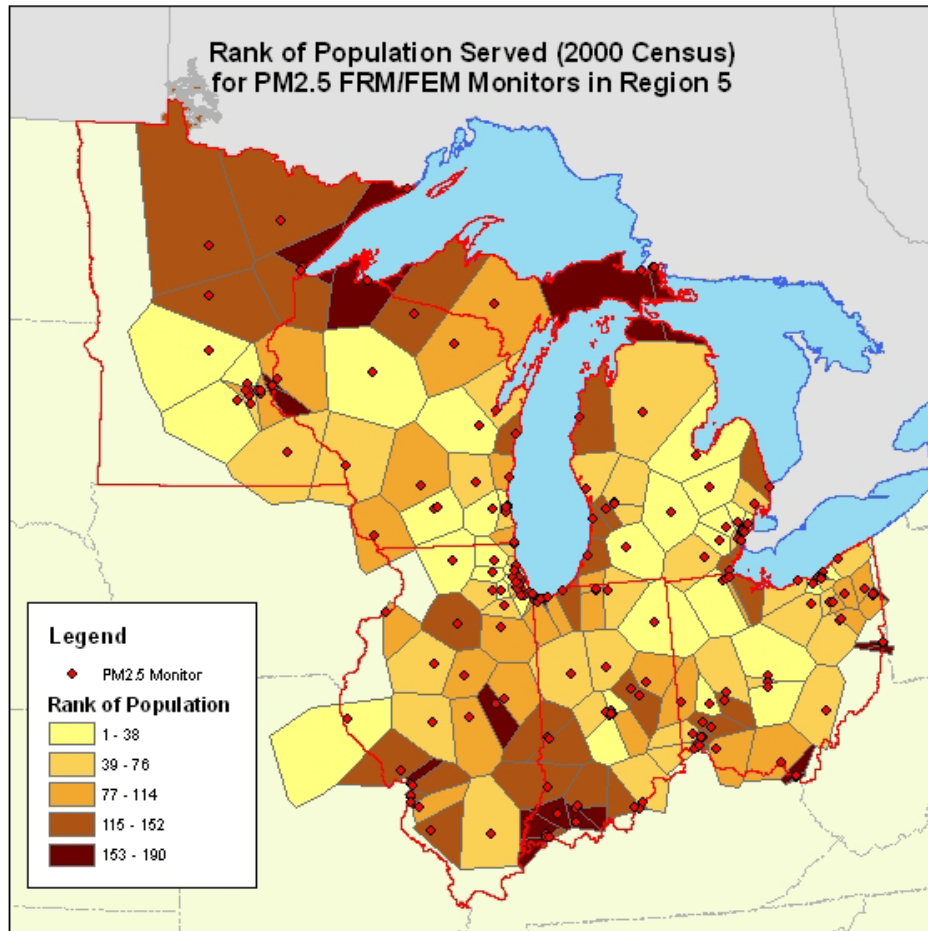 Rank of Population Served (2000 Census)
for PM2.5 FRM/FEM Monitors in Region 5
Legend
PM2.5 Monitor
Rank of Population
1 - 38
39 - 76
77 - 114
115 - 152
153 - 190